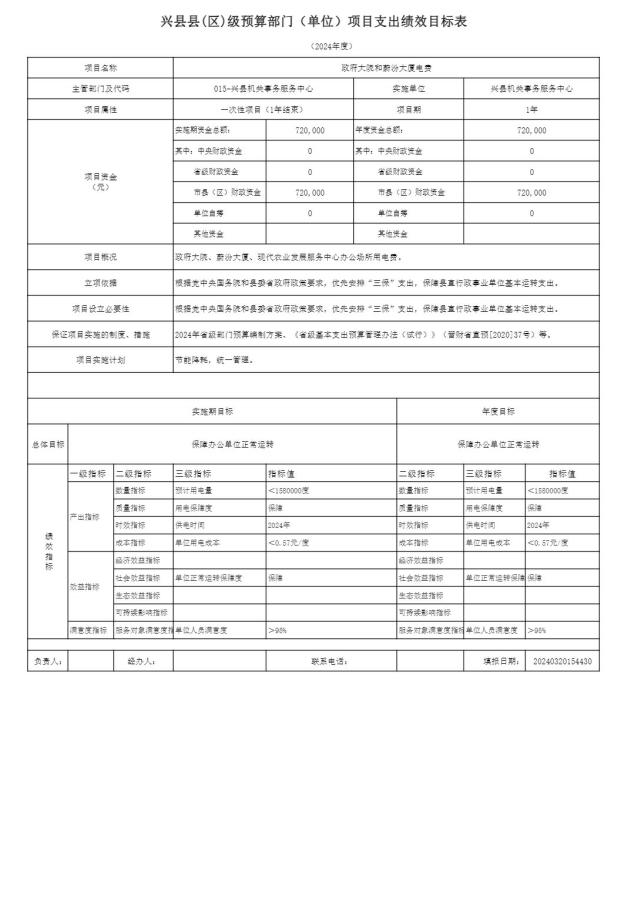 兴县县(区)级预算部门（单位）项目支出绩效目标表
（2024年度）
项目名称 政府大院和蔚汾大厦电费
主管部门及代码 015-兴县机关事务服务中心 实施单位 兴县机关事务服务中心
项目属性 一次性项目（1年结束） 项目期 1年
项目资金（元） 实施期资金总额： 720,000 年度资金总额： 720,000
其中：中央财政资金 0 其中：中央财政资金 0
省级财政资金 0 省级财政资金 0
市县（区）财政资金 720,000 市县（区）财政资金 720,000
单位自筹 0 单位自筹 0
其他资金 其他资金
项目概况 政府大院、蔚汾大厦、现代农业发展服务中心办公场所用电费。
立项依据 根据党中央国务院和县委省政府政策要求，优先安排“三保”支出，保障县直行政事业单位基本运转支出。
项目设立必要性 根据党中央国务院和县委省政府政策要求，优先安排“三保”支出，保障县直行政事业单位基本运转支出。
保证项目实施的制度、措施 2024年省级部门预算编制方案、《省级基本支出预算管理办法（试行）》（晋财省直预[2020]37号）等。
项目实施计划 节能降耗，统一管理。
实施期目标 年度目标
总体目标 保障办公单位正常运转 保障办公单位正常运转
绩效指标 一级指标 二级指标 三级指标 指标值 二级指标 三级指标 指标值
产出指标 数量指标 预计用电量 <1580000度 数量指标 预计用电量 <1580000度
质量指标 用电保障度 保障 质量指标 用电保障度 保障
时效指标 供电时间 2024年 时效指标 供电时间 2024年
成本指标 单位用电成本 <0.57元/度 成本指标 单位用电成本 <0.57元/度
效益指标 经济效益指标 经济效益指标
社会效益指标 单位正常运转保障度 保障 社会效益指标 单位正常运转保障 保障
生态效益指标 生态效益指标
可持续影响指标 可持续影响指标
满意度指标 服务对象满意度指 单位人员满意度 >98% 服务对象满意度指标 单位人员满意度 >98%
负责人： 经办人： 联系电话： 填报日期： 20240320154430